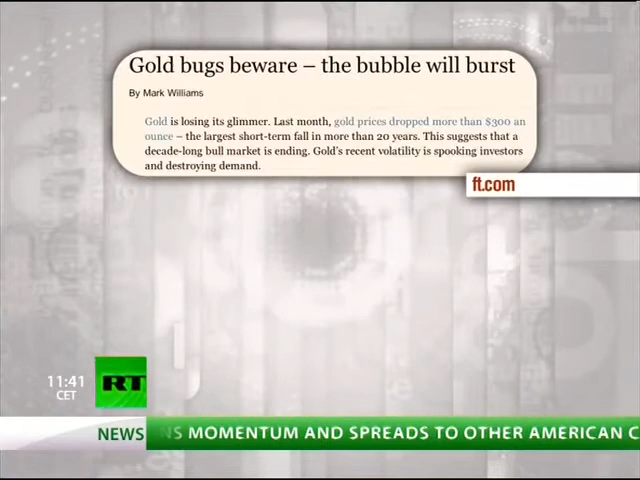 Gold bugs beware – the bubble will burst
By Mark Williams
Gold is losing its glimmer. Last month, gold prices dropped more than $300 an
ounce – the largest short-term fall in more than 20 years. This suggests that a
decade-long bull market is ending. Gold's recent volatility is spooking investors
and destroying demand.
ft.com
11:41
CET
RT
NEWS
NS MOMENTUM AND SPREADS TO OTHER AMERICAN C